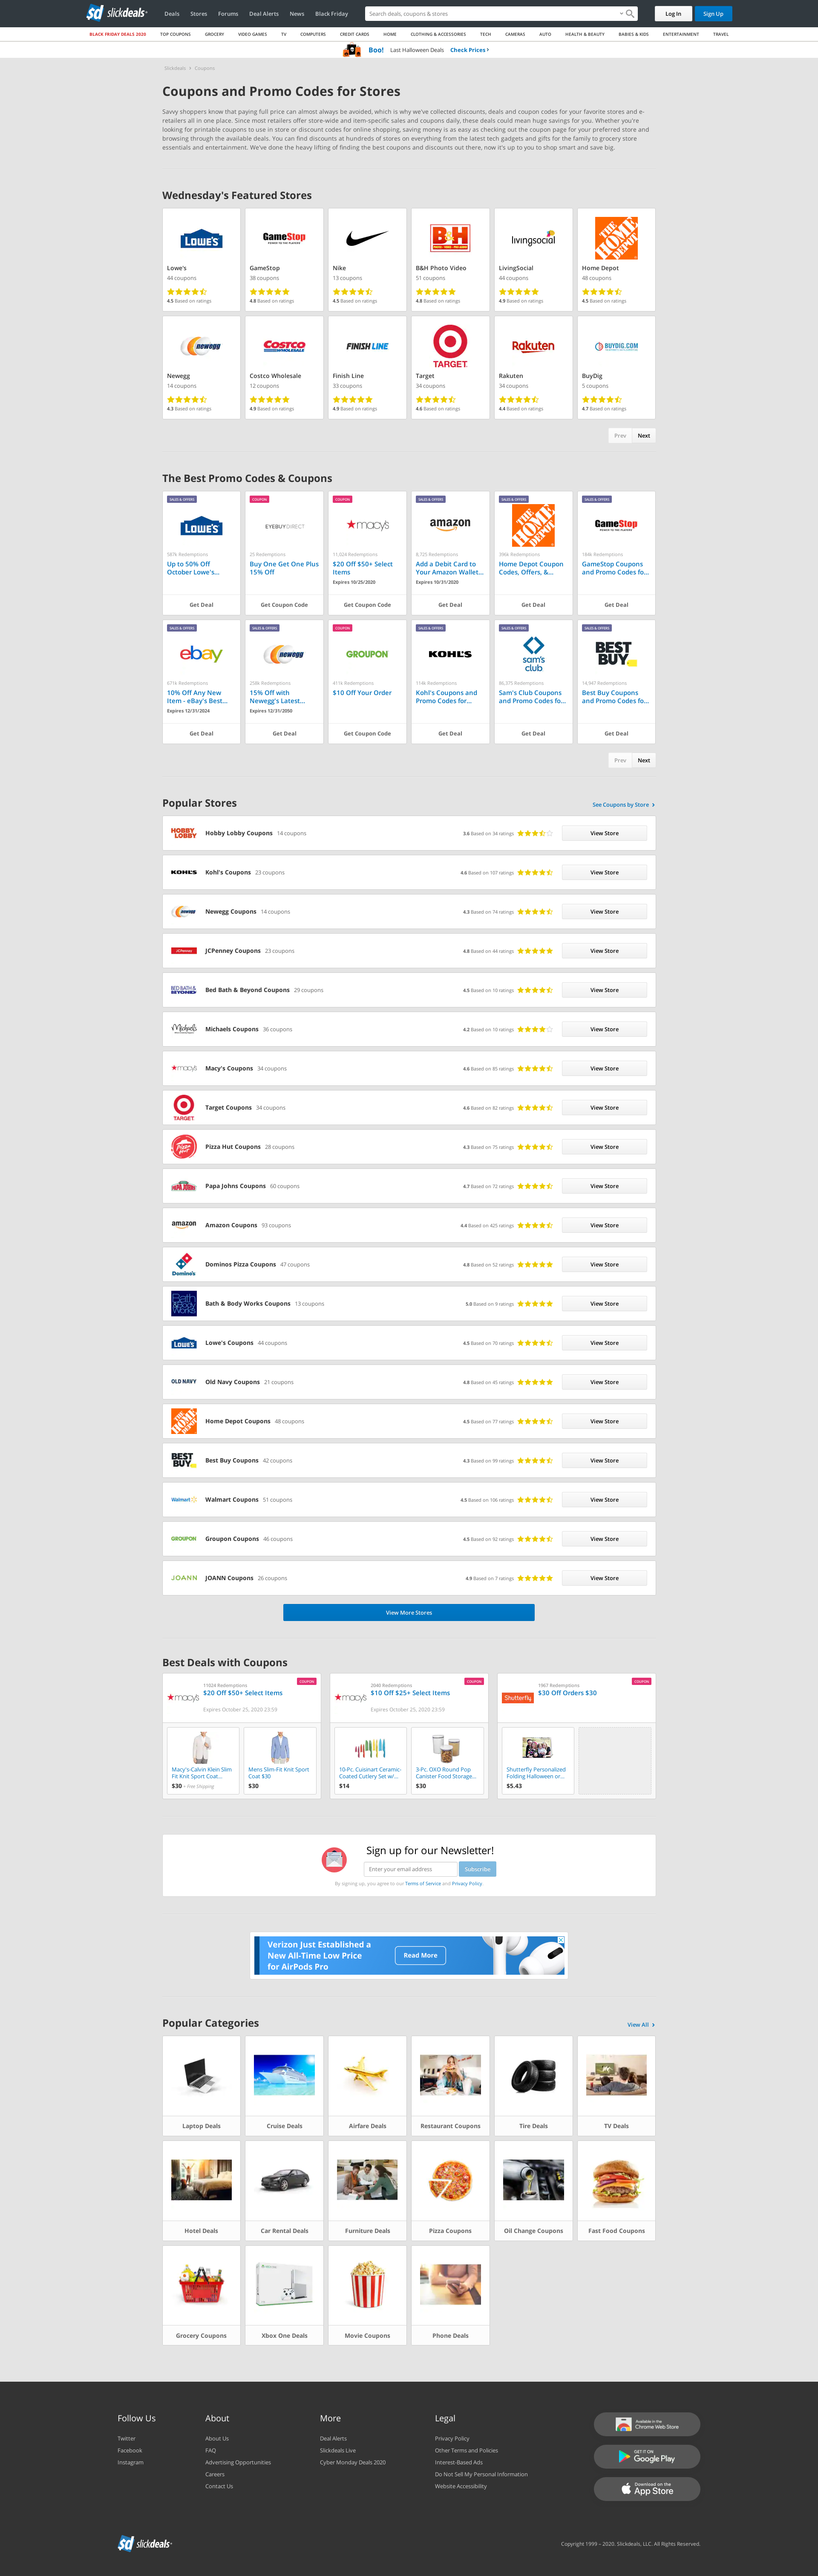 slickdeals
Deals Stores Forums Deal Alerts News Black Friday
Search deals, coupons & stores
Log In
Sign Up
BLACK FRIDAY DEALS 2020 TOP COUPONS GROCERY VIDEO GAMES TV COMPUTERS CREDIT CARDS HOME CLOTHING & ACCESSORIES TECH CAMERAS AUTO HEALTH & BEAUTY BABIES & KIDS ENTERTAINMENT TRAVEL
Boo! Last Halloween Deals Check Prices
slickdeals > Coupons
Coupons and Promo Codes for Stores
Savvy shoppers know that paying full price can almost always be avoided, which is why we've collected discounts, deals and coupon codes for your favorite stores and e-
retailers all in one place. Since most retailers offer store-wide and item-specific sales and coupons daily, these deals could mean huge savings for you. Whether you're
looking for printable coupons to use in store or discount codes for online shopping, saving money is as easy as checking out the coupon page for your preferred store and
browsing through the available deals. You can find discounts at hundreds of stores on everything from the latest tech gadgets and gifts for the home to family grocery
essentials and entertainment. We've done the heavy lifting of finding the best coupons and discounts out there, now it's up to you to shop smart and save big.
Wednesday's Featured Stores
Lowe's GameStop Nike B&H Photo Video LivingSocial Home Depot
44 coupons 38 coupons 13 coupons 51 coupons 44 coupons 48 coupons
4.5 Based on ratings 4.8 Based on ratings 4.5 Based on ratings 4.8 Based on ratings 4.9 Based on ratings 4.5 Based on ratings
Newegg Costco Wholesale Finish Line Target Rakuten BuyDig
14 coupons 12 coupons 33 coupons 34 coupons 34 coupons 5 coupons
4.3 Based on ratings 4.9 Based on ratings 4.9 Based on ratings 4.6 Based on ratings 4.4 Based on ratings 4.7 Based on ratings
Prev Next
The Best Promo Codes & Coupons
SALES & OFFERS COUPON COUPON SALES & OFFERS SALES & OFFERS SALES & OFFERS
LOWE'S EYEBUYDIRECT macy's amazon THE HOME DEPOT GameStop
587k Redemptions 25 Redemptions 11,024 Redemptions 8,725 Redemptions 386k Redemptions 184k Redemptions
Up to 50% Off Buy One Get One Plus $20 Off $50+ Select Add a Debit Card to Home Depot Coupon GameStop Coupons
October Lowe's... 15% Off Items Your Amazon Wallet... Codes, Offers, &... and Promo Codes fo...
Expires 10/25/2020 Expires 10/31/2020
Get Deal Get Coupon Code Get Coupon Code Get Deal Get Deal Get Deal
SALES & OFFERS SALES & OFFERS COUPON SALES & OFFERS SALES & OFFERS SALES & OFFERS
ebay newegg GROUPON KOHL'S sam's club BEST BUY
671k Redemptions 208k Redemptions 411k Redemptions 119k Redemptions 86,375 Redemptions 14,947 Redemptions
10% Off Any New 15% Off with $10 Off Your Order Kohl's Coupons and Sam's Club Coupons Best Buy Coupons
Item - eBay's Best... Newegg's Latest... Promo Codes for... and Promo Codes fo... and Promo Codes fo...
Expires 12/31/2024 Expires 12/31/2050
Get Deal Get Deal Get Coupon Code Get Deal Get Deal Get Deal
Prev Next
Popular Stores See Coupons by Store
Hobby Lobby Coupons 14 coupons 3.6 Based on 34 ratings View Store
Kohl's Coupons 23 coupons 4.6 Based on 107 ratings View Store
Newegg Coupons 14 coupons 4.3 Based on 74 ratings View Store
JCPenney Coupons 23 coupons 4.8 Based on 44 ratings View Store
Bed Bath & Beyond Coupons 29 coupons 4.5 Based on 10 ratings View Store
Michaels Coupons 36 coupons 4.2 Based on 10 ratings View Store
Macy's Coupons 34 coupons 4.6 Based on 85 ratings View Store
Target Coupons 34 coupons 4.6 Based on 82 ratings View Store
Pizza Hut Coupons 28 coupons 4.3 Based on 75 ratings View Store
Papa Johns Coupons 60 coupons 4.7 Based on 72 ratings View Store
Amazon Coupons 93 coupons 4.4 Based on 425 ratings View Store
Dominos Pizza Coupons 47 coupons 4.8 Based on 52 ratings View Store
Bath & Body Works Coupons 13 coupons 5.0 Based on 9 ratings View Store
Lowe's Coupons 44 coupons 4.5 Based on 70 ratings View Store
Old Navy Coupons 21 coupons 4.8 Based on 45 ratings View Store
Home Depot Coupons 48 coupons 4.5 Based on 77 ratings View Store
Best Buy Coupons 42 coupons 4.3 Based on 99 ratings View Store
Walmart Coupons 51 coupons 4.5 Based on 106 ratings View Store
Groupon Coupons 46 coupons 4.5 Based on 92 ratings View Store
JOANN Coupons 26 coupons 4.9 Based on 7 ratings View Store
View More Stores
Best Deals with Coupons
COUPON COUPON COUPON
11024 Redemptions 2040 Redemptions 1907 Redemptions
$20 Off $50+ Select Items $10 Off $25+ Select Items $30 Off Orders $30
macy's macy's Shutterfly
Expires October 25, 2020 23:59 Expires October 25, 2020 23:59
Macy's-Calvin Klein Slim Mens Slim-Fit Knit Sport 10-Pc. Cuisinart Ceramic- 3-Pc. OXO Round Pop Shutterfly Personalized
Fit Knit Sport Coat... Coat $30 Coated Cutlery Set w/... Canister Food Storage... Folding Halloween or...
$30 + Free Shipping $30 $14 $30 $5.43
Sign up for our Newsletter!
Enter your email address Subscribe
By signing up, you agree to our Terms of Service and Privacy Policy.
Verizon Just Established a
New All-Time Low Price
for AirPods Pro
Read More
Popular Categories View All
Laptop Deals Cruise Deals Airfare Deals Restaurant Coupons Tire Deals TV Deals
Hotel Deals Car Rental Deals Furniture Deals Pizza Coupons Oil Change Coupons Fast Food Coupons
Grocery Coupons Xbox One Deals Movie Coupons Phone Deals
Follow Us About More Legal
Twitter About Us Deal Alerts Privacy Policy
Facebook FAQ Slickdeals Live Other Terms and Policies
Instagram Advertising Opportunities Cyber Monday Deals 2020 Interest-Based Ads
Careers Do Not Sell My Personal Information
Contact Us Website Accessibility
Available in the
Chrome Web Store
GET IT ON
Google Play
Download on the
App Store
slickdeals
Copyright 1999 – 2020. Slickdeals, LLC. All Rights Reserved.